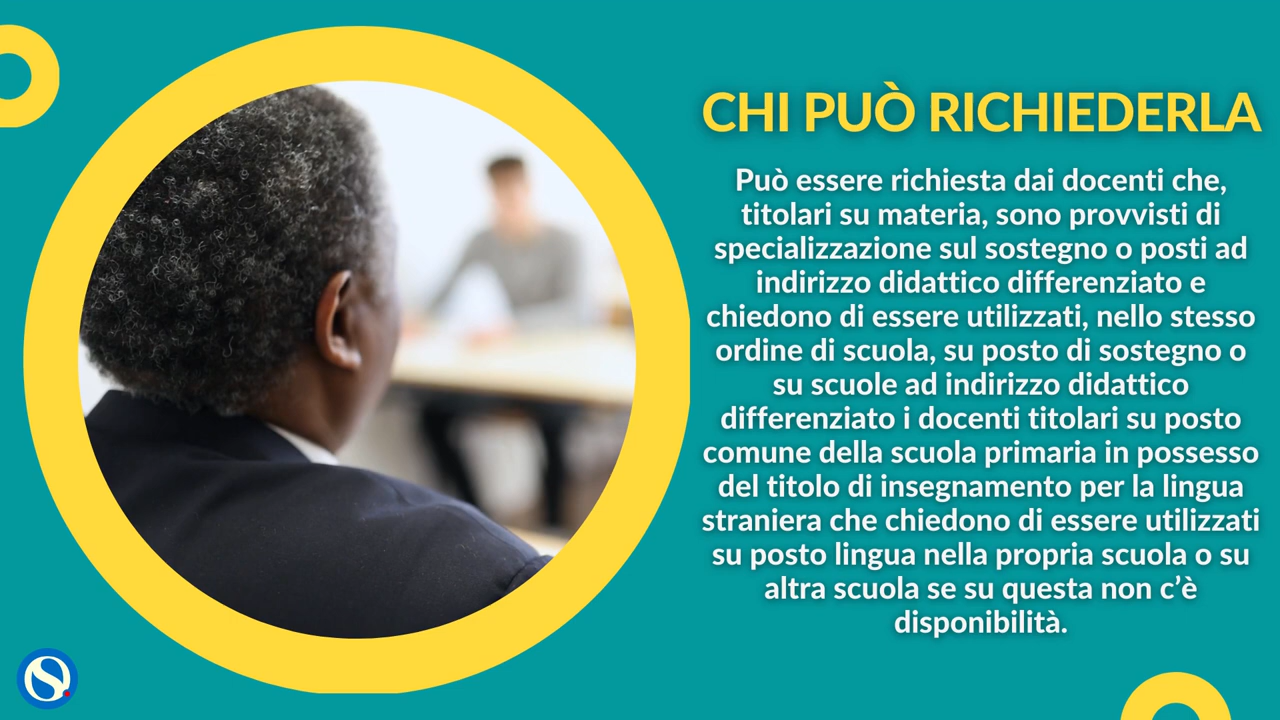 CHI PUÒ RICHIEDERLA
Può essere richiesta dai docenti che,
titolari su materia, sono provvisti di
specializzazione sul sostegno o posti ad
indirizzo didattico differenziato e
chiedono di essere utilizzati, nello stesso
ordine di scuola, su posto di sostegno o
su scuole ad indirizzo didattico
differenziato i docenti titolari su posto
comune della scuola primaria in possesso
del titolo di insegnamento per la lingua
straniera che chiedono di essere utilizzati
su posto lingua nella propria scuola o su
altra scuola se su questa non c’è
disponibilità.
S.